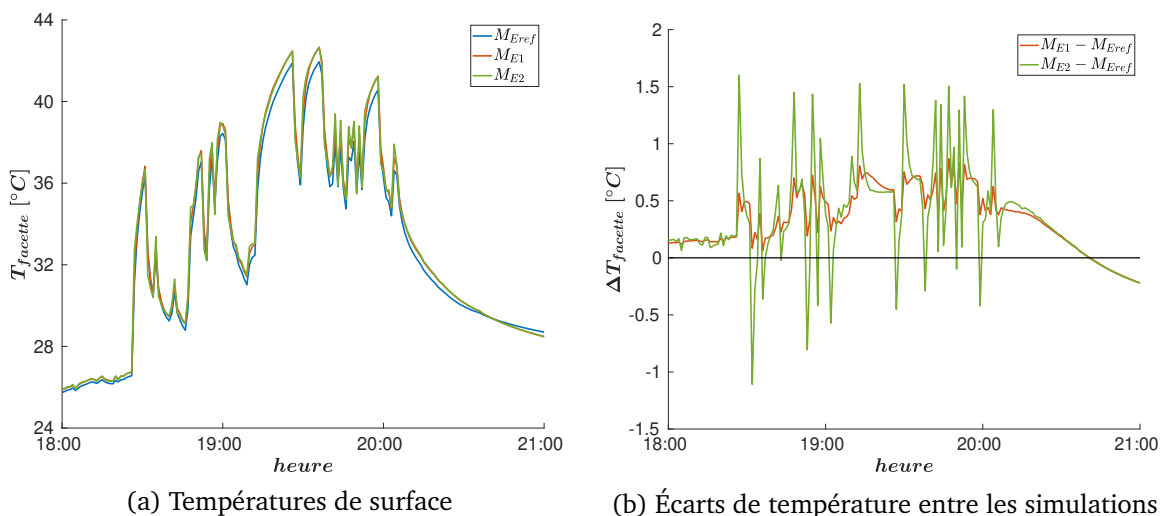 44
40
36
32
28
24
T_facette [°C]
M_Eref
M_E1
M_E2
18:00 19:00 20:00 21:00
heure
(a) Températures de surface
2
1.5
1
0.5
0
-0.5
-1
-1.5
ΔT_facette [°C]
M_E1 − M_Eref
M_E2 − M_Eref
18:00 19:00 20:00 21:00
heure
(b) Écarts de température entre les simulations